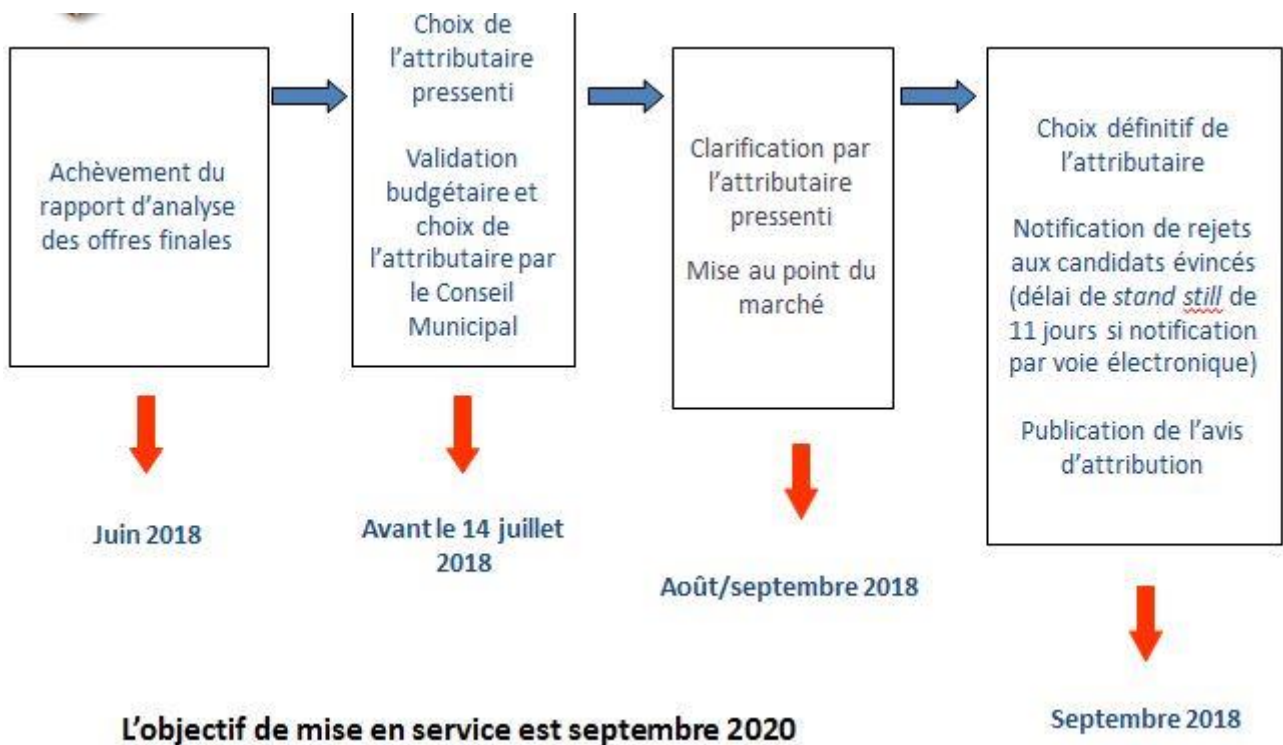 Achèvement du
rapport d'analyse
des offres finales
Juin 2018
Choix de
l'attributaire
pressenti
Validation
budgétaire et
choix de
l'attributaire par
le Conseil
Municipal
Avant le 14 juillet
2018
Clarification par
l'attributaire
pressenti
Mise au point du
marché
Août/septembre 2018
Choix définitif de
l'attributaire
Notification de rejets
aux candidats évincés
(délai de stand still de
11 jours si notification
par voie électronique)
Publication de l'avis
d'attribution
Septembre 2018
L'objectif de mise en service est septembre 2020